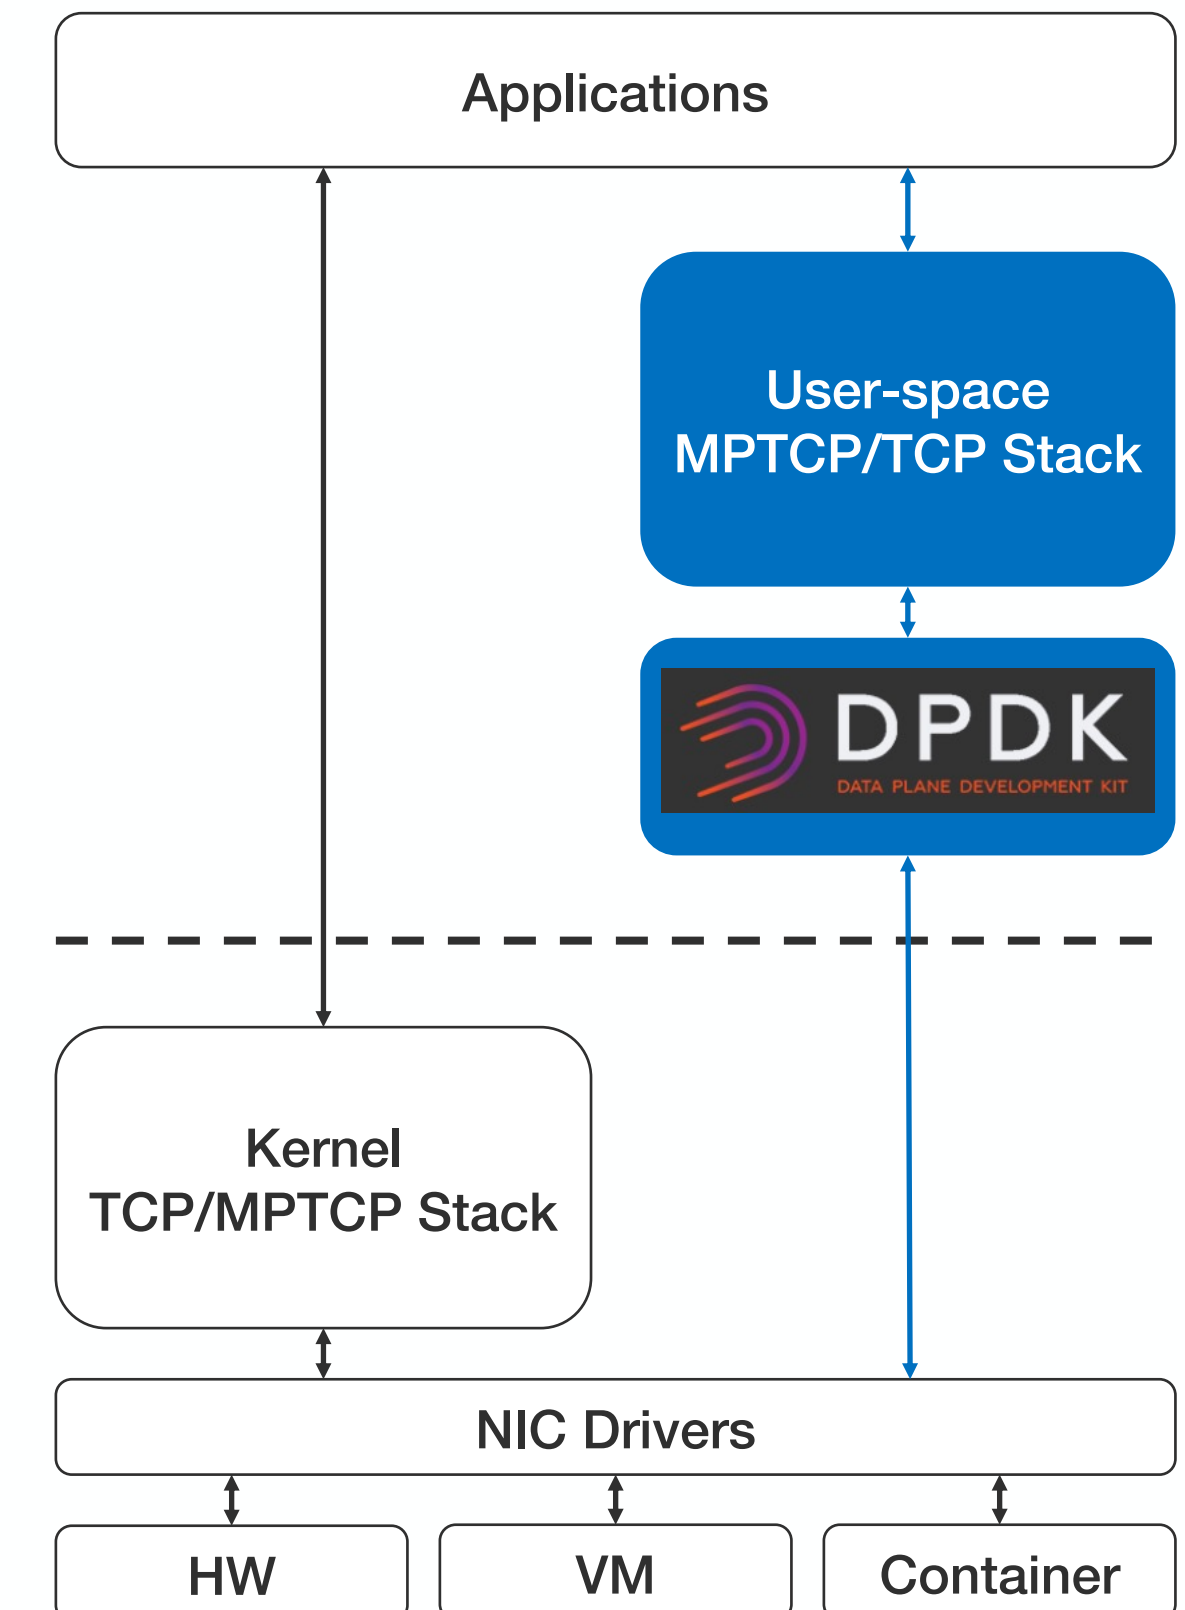 Applications
User-space
MPTCP/TCP Stack
DPDK
DATA PLANE DEVELOPMENT KIT
Kernel
TCP/MPTCP Stack
NIC Drivers
HW
VM
Container